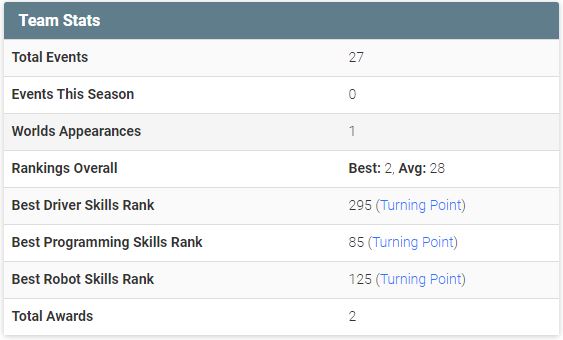 Team Stats
Total Events 27
Events This Season 0
Worlds Appearances 1
Rankings Overall Best: 2, Avg: 28
Best Driver Skills Rank 295 (Turning Point)
Best Programming Skills Rank 85 (Turning Point)
Best Robot Skills Rank 125 (Turning Point)
Total Awards 2